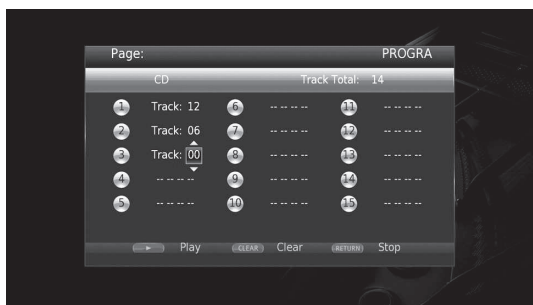 Page: PROGRA
CD Track Total: 14
1 Track: 12 6 -- -- -- -- 11 -- -- -- --
2 Track: 06 7 -- -- -- -- 12 -- -- -- --
3 Track: 00 8 -- -- -- -- 13 -- -- -- --
4 -- -- -- -- 9 -- -- -- -- 14 -- -- -- --
5 -- -- -- -- 10 -- -- -- -- 15 -- -- -- --
Play CLEAR Clear RETURN Stop